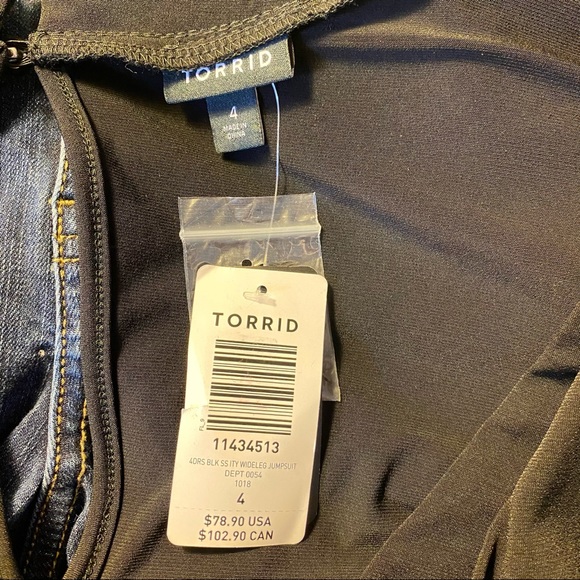 TORRID
4
MADE IN
CHINA
TORRID
FL_9
11434513
4DRS BLK SS ITY WIDELEG JUMPSUIT
DEPT 0054
1018
4
$78.90 USA
$102.90 CAN